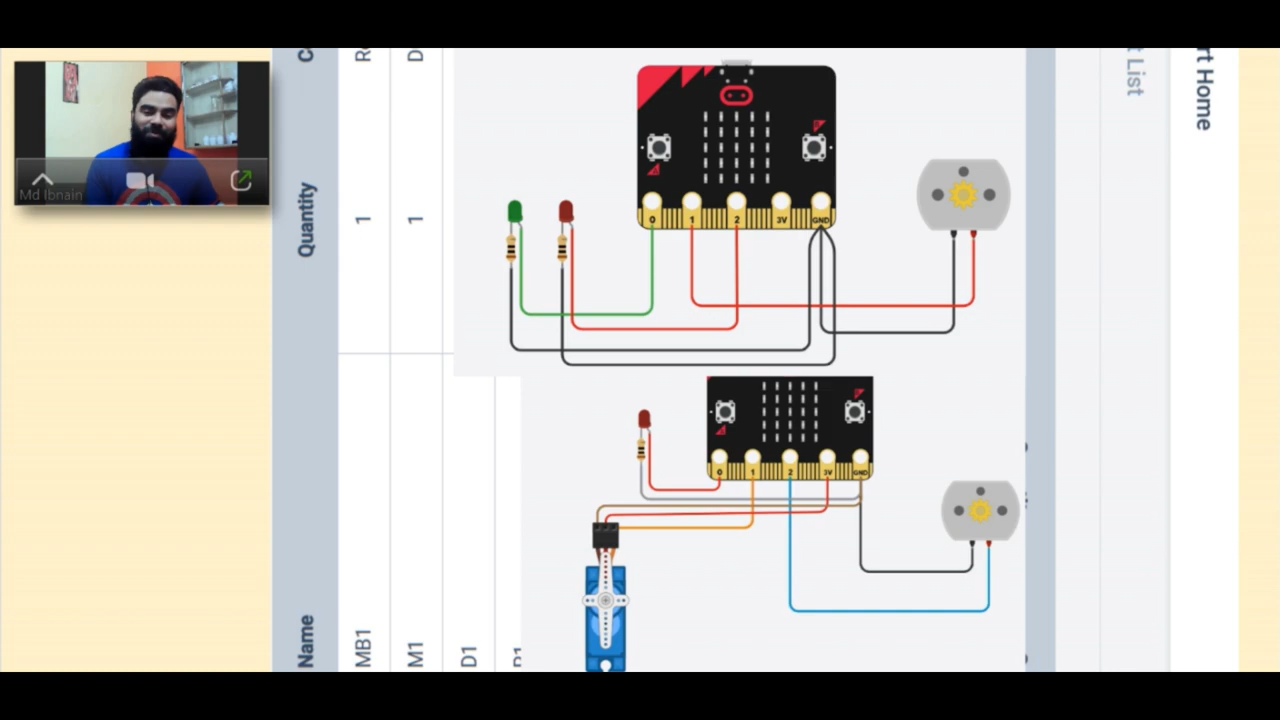 Md Ibnain
Name
Quantity
MB1
1
M1
1
D
D1
t List
rt Home
0 1 2 3V GND
0 1 2 3V GND